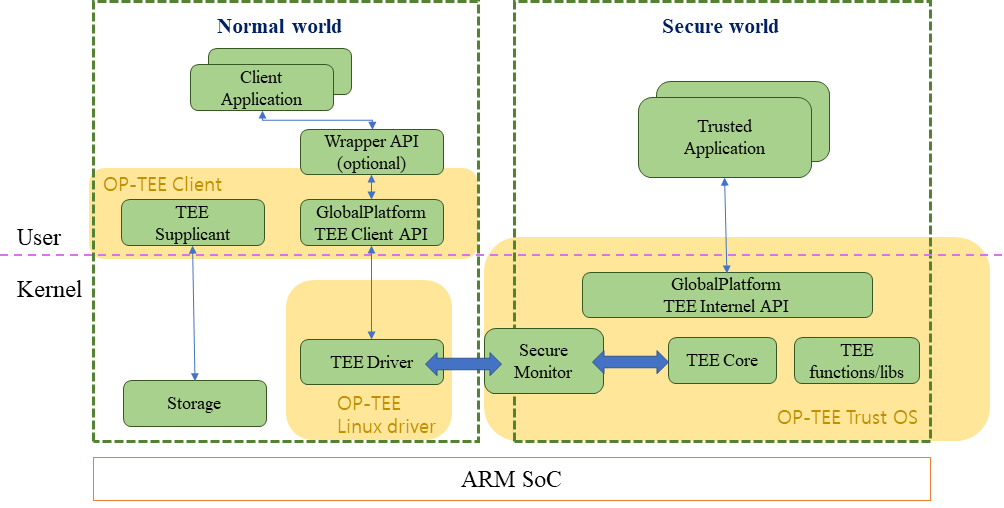 Normal world
Secure world
Client
Application
Wrapper API
(optional)
Trusted
Application
OP-TEE Client
TEE
Supplicant
GlobalPlatform
TEE Client API
User
Kernel
GlobalPlatform
TEE Internel API
TEE Driver
Secure
Monitor
TEE Core
TEE
functions/libs
Storage
OP-TEE
Linux driver
OP-TEE Trust OS
ARM SoC